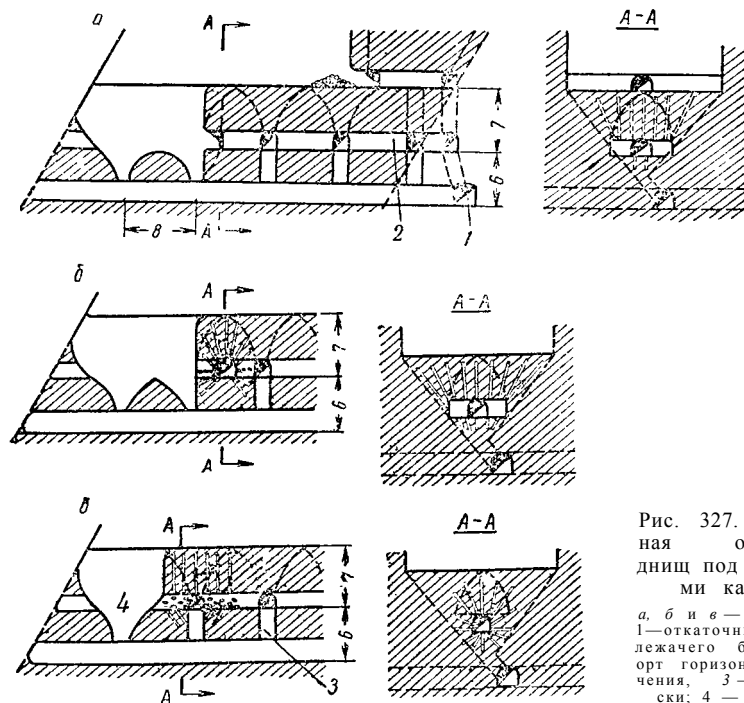 а
А
А-А
7
6
8
А
2
1
б
А
А-А
7
6
А
в
А
А-А
7
4
6
А
3
Рис. 327.
ная о
днищ под
ми ка
а, б и в —
1—откаточны
лежачего б
орт горизон
чения, 3 —
ски; 4 —